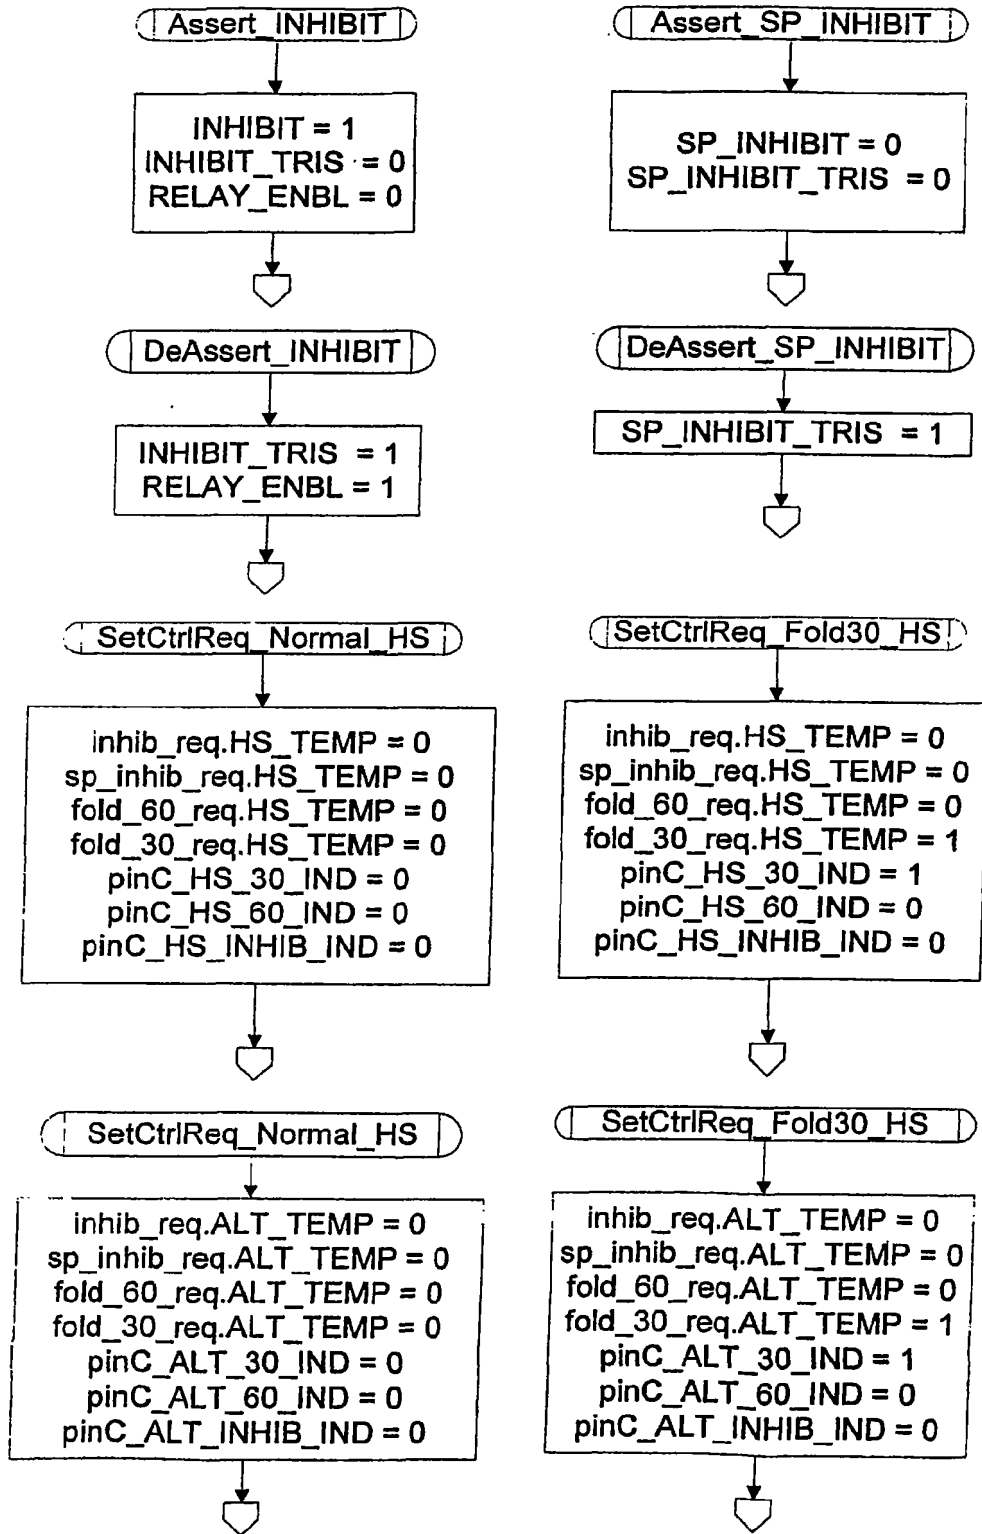 Assert_INHIBIT
INHIBIT = 1
INHIBIT_TRIS = 0
RELAY_ENBL = 0
Assert_SP_INHIBIT
SP_INHIBIT = 0
SP_INHIBIT_TRIS = 0
DeAssert_INHIBIT
INHIBIT_TRIS = 1
RELAY_ENBL = 1
DeAssert_SP_INHIBIT
SP_INHIBIT_TRIS = 1
SetCtrlReq_Normal_HS
inhib_req.HS_TEMP = 0
sp_inhib_req.HS_TEMP = 0
fold_60_req.HS_TEMP = 0
fold_30_req.HS_TEMP = 0
pinC_HS_30_IND = 0
pinC_HS_60_IND = 0
pinC_HS_INHIB_IND = 0
SetCtrlReq_Fold30_HS
inhib_req.HS_TEMP = 0
sp_inhib_req.HS_TEMP = 0
fold_60_req.HS_TEMP = 0
fold_30_req.HS_TEMP = 1
pinC_HS_30_IND = 1
pinC_HS_60_IND = 0
pinC_HS_INHIB_IND = 0
SetCtrlReq_Normal_HS
inhib_req.ALT_TEMP = 0
sp_inhib_req.ALT_TEMP = 0
fold_60_req.ALT_TEMP = 0
fold_30_req.ALT_TEMP = 0
pinC_ALT_30_IND = 0
pinC_ALT_60_IND = 0
pinC_ALT_INHIB_IND = 0
SetCtrlReq_Fold30_HS
inhib_req.ALT_TEMP = 0
sp_inhib_req.ALT_TEMP = 0
fold_60_req.ALT_TEMP = 0
fold_30_req.ALT_TEMP = 1
pinC_ALT_30_IND = 1
pinC_ALT_60_IND = 0
pinC_ALT_INHIB_IND = 0